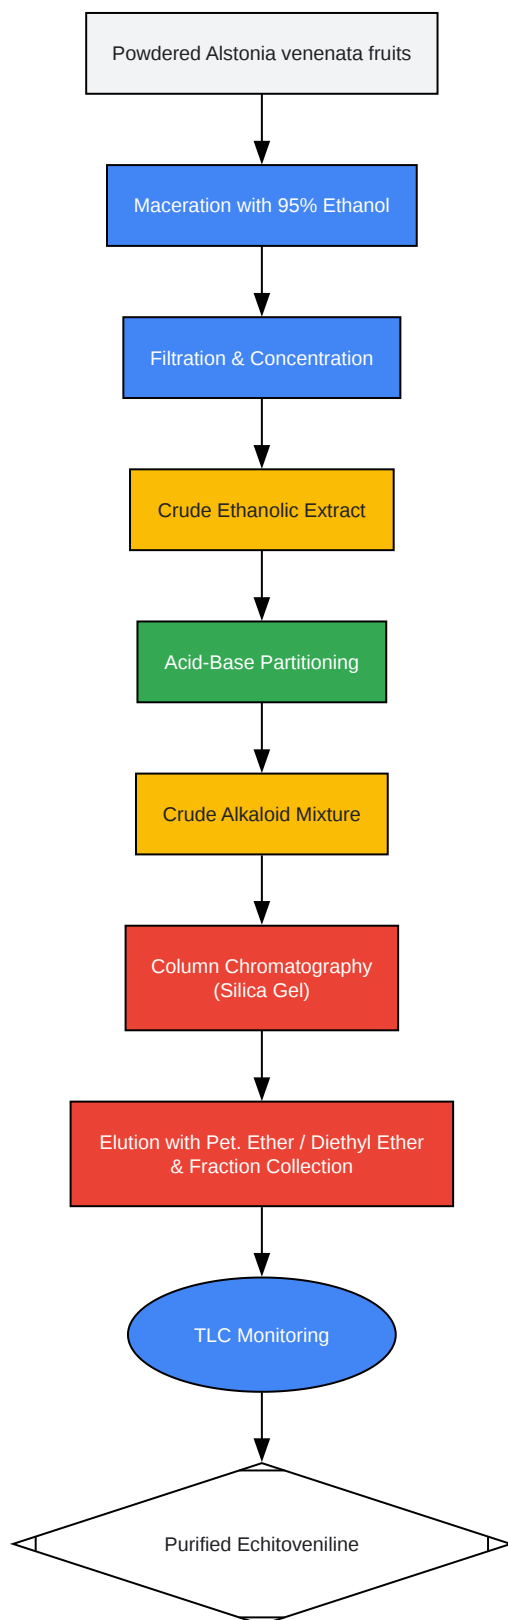 Powdered Alstonia venenata fruits
Maceration with 95% Ethanol
Filtration & Concentration
Crude Ethanolic Extract
Acid-Base Partitioning
Crude Alkaloid Mixture
Column Chromatography
(Silica Gel)
Elution with Pet. Ether / Diethyl Ether
& Fraction Collection
TLC Monitoring
Purified Echitoveniline